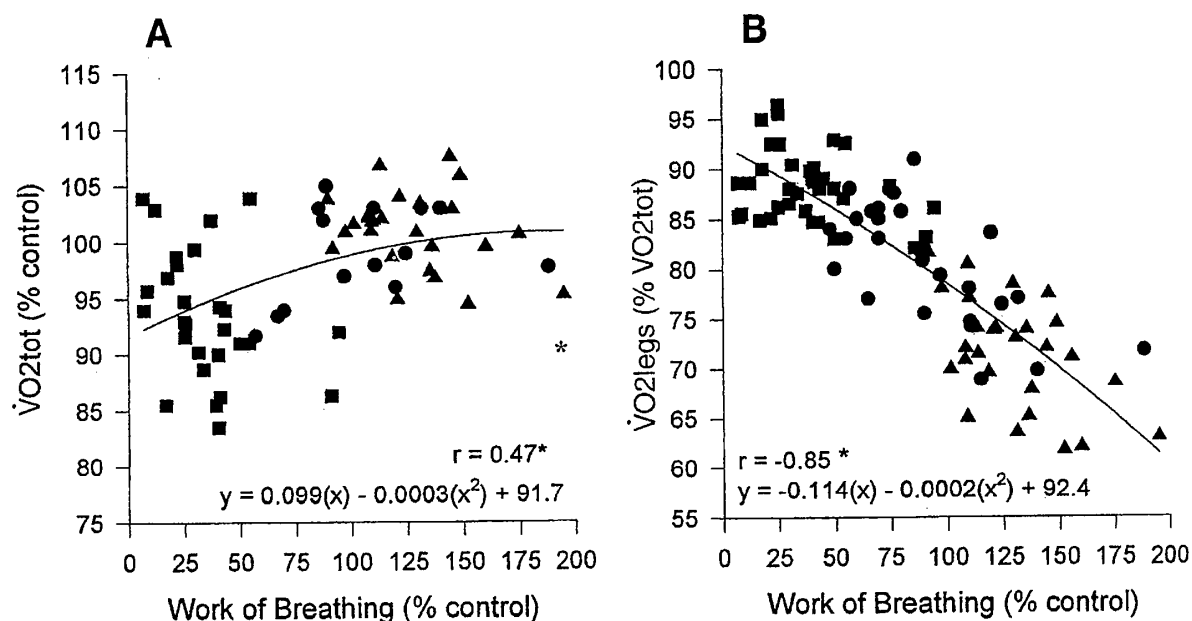 A
115
110
105
100
95
90
85
80
75
V̇O2tot (% control)
*
r = 0.47*
y = 0.099(x) - 0.0003(x²) + 91.7
0 25 50 75 100 125 150 175 200
Work of Breathing (% control)
B
100
95
90
85
80
75
70
65
60
55
V̇O2legs (% V̇O2tot)
r = -0.85 *
y = -0.114(x) - 0.0002(x²) + 92.4
0 25 50 75 100 125 150 175 200
Work of Breathing (% control)